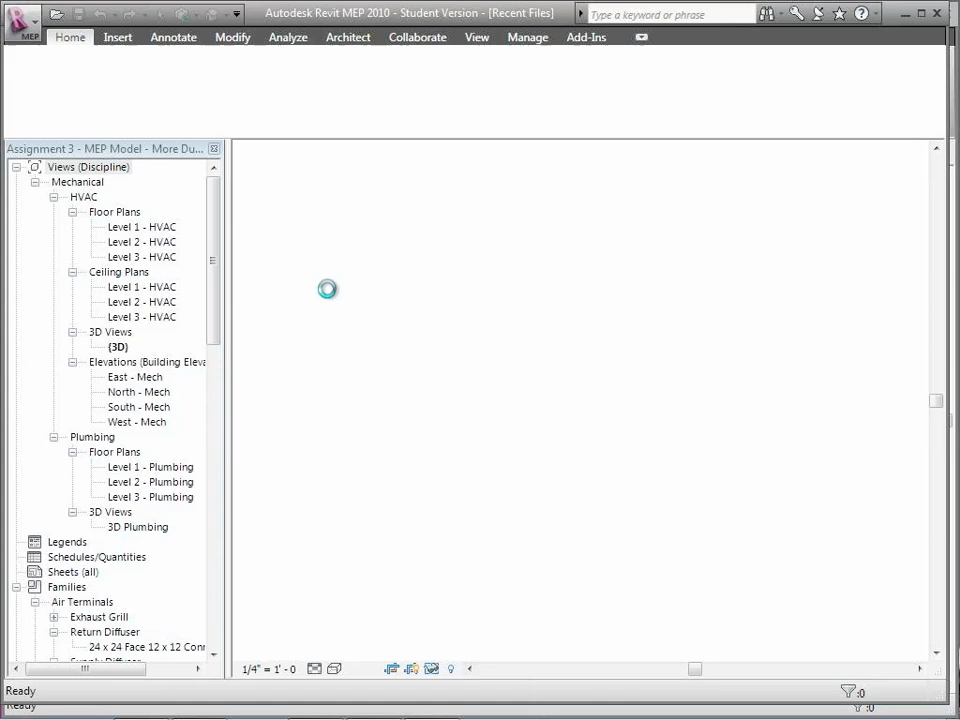 Autodesk Revit MEP 2010 - Student Version - [Recent Files]
Type a keyword or phrase
MEP
Home Insert Annotate Modify Analyze Architect Collaborate View Manage Add-Ins
Assignment 3 - MEP Model - More Du...
Views (Discipline)
Mechanical
HVAC
Floor Plans
Level 1 - HVAC
Level 2 - HVAC
Level 3 - HVAC
Ceiling Plans
Level 1 - HVAC
Level 2 - HVAC
Level 3 - HVAC
3D Views
{3D}
Elevations (Building Eleva
East - Mech
North - Mech
South - Mech
West - Mech
Plumbing
Floor Plans
Level 1 - Plumbing
Level 2 - Plumbing
Level 3 - Plumbing
3D Views
3D Plumbing
Legends
Schedules/Quantities
Sheets (all)
Families
Air Terminals
Exhaust Grill
Return Diffuser
24 x 24 Face 12 x 12 Conn
Supply Diffuser
1/4" = 1' - 0
Ready :0
Ready :0